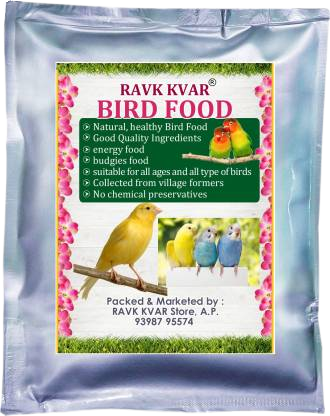 RAVK KVAR®
BIRD FOOD
Natural, healthy Bird Food
Good Quality Ingredients
energy food
budgies food
suitable for all ages and all type of birds
Collected from village formers
No chemical preservatives
Packed & Marketed by :
RAVK KVAR Store, A.P.
93987 95574